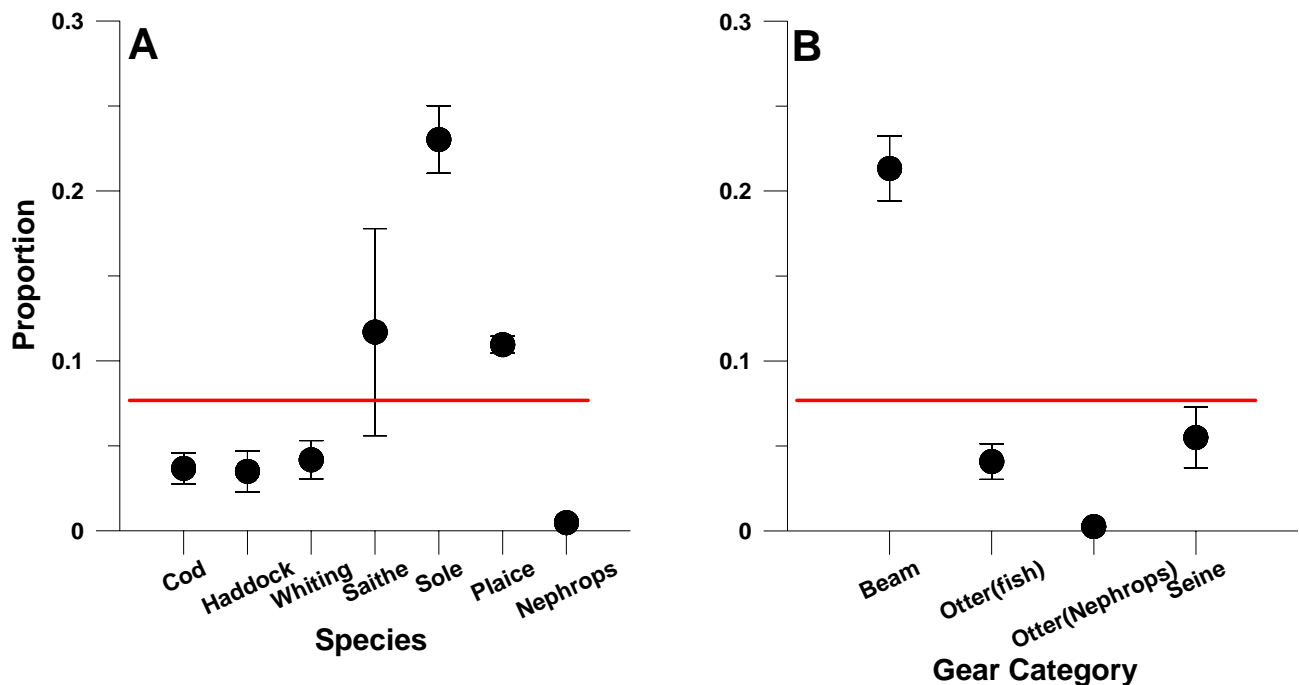 A
0.3
0.2
0.1
0
Proportion
Cod
Haddock
Whiting
Saithe
Sole
Plaice
Nephrops
Species
B
0.3
0.2
0.1
0
Beam
Otter(fish)
Otter(Nephrops)
Seine
Gear Category